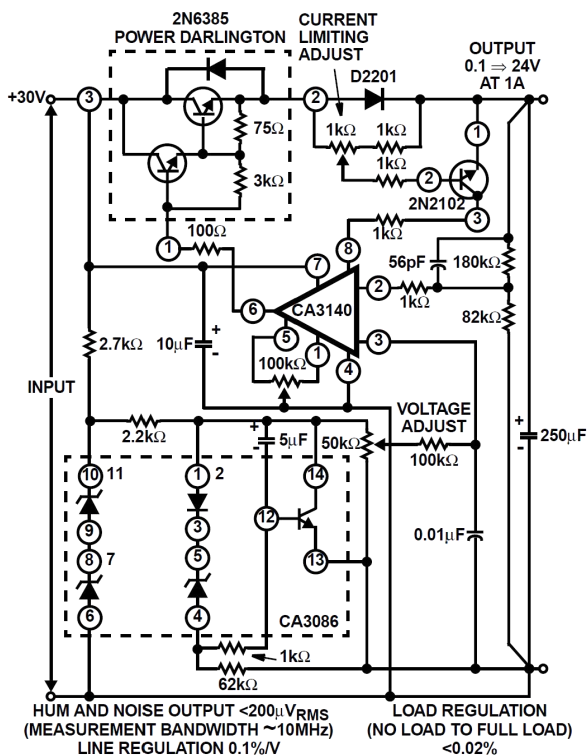 2N6385
POWER DARLINGTON
CURRENT
LIMITING
ADJUST
D2201
OUTPUT
0.1 ⇒ 24V
AT 1A
+30V
3
2
1kΩ
1kΩ
1
75Ω
1kΩ
2
3kΩ
2N2102
3
100Ω
1
8
1kΩ
56pF
180kΩ
7
2
1kΩ
6
CA3140
82kΩ
2.7kΩ
10μF
+
-
5
1
3
4
100kΩ
INPUT
2.2kΩ
+
5μF
-
50kΩ
VOLTAGE
ADJUST
100kΩ
+
250μF
-
10
11
1
2
14
9
3
12
0.01μF
8
7
5
13
6
4
CA3086
1kΩ
62kΩ
HUM AND NOISE OUTPUT <200μVRMS
(MEASUREMENT BANDWIDTH ~10MHz)
LINE REGULATION 0.1%/V
LOAD REGULATION
(NO LOAD TO FULL LOAD)
<0.02%